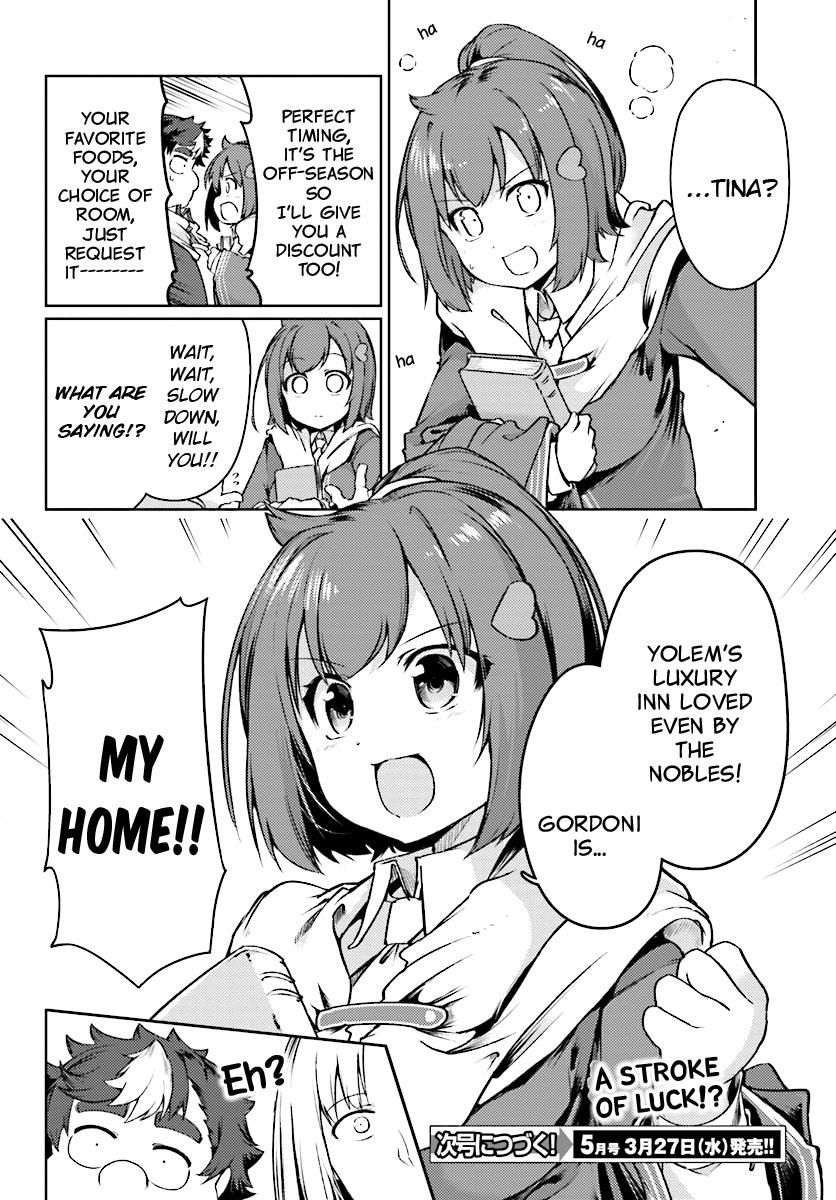 ha
ha
...TINA?
ha
PERFECT
TIMING,
IT'S THE
OFF-SEASON
SO
I'LL GIVE
YOU A
DISCOUNT
TOO!
YOUR
FAVORITE
FOODS,
YOUR
CHOICE OF
ROOM,
JUST
REQUEST
IT--------
WAIT,
WAIT,
SLOW
DOWN,
WILL
YOU!!
WHAT ARE
YOU
SAYING!?
??
YOLEM'S
LUXURY
INN LOVED
EVEN BY
THE
NOBLES!
GORDONI
IS...
MY
HOME!!
Eh?
A STROKE
OF LUCK!?
次号につづく! 5月号 3月27日(水)発売!!